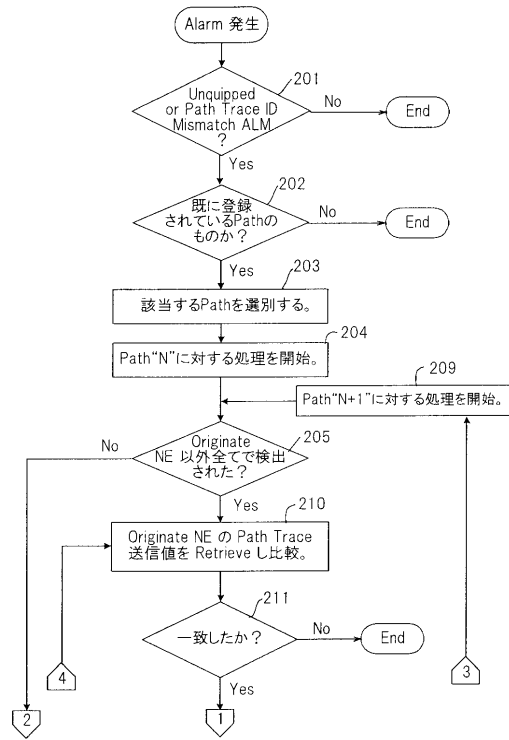 Alarm 発生
201
Unquipped
or Path Trace ID
Mismatch ALM
?
No
End
Yes
202
既に登録
されているPathの
ものか？
No
End
Yes
203
該当するPathを選別する。
204
Path“N”に対する処理を開始。
209
Path“N+1”に対する処理を開始。
205
Originate
NE 以外全てで検出
された？
No
Yes
210
Originate NE の Path Trace
送信値を Retrieve し比較。
211
一致したか？
No
End
Yes
4
3
2
1